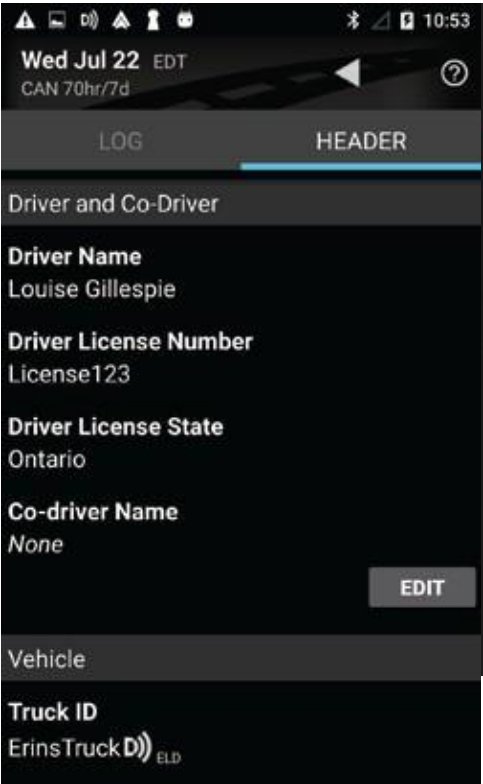 10:53
Wed Jul 22 EDT
CAN 70hr/7d
?
LOG HEADER
Driver and Co-Driver
Driver Name
Louise Gillespie
Driver License Number
License123
Driver License State
Ontario
Co-driver Name
None
EDIT
Vehicle
Truck ID
ErinsTruck D)) ELD